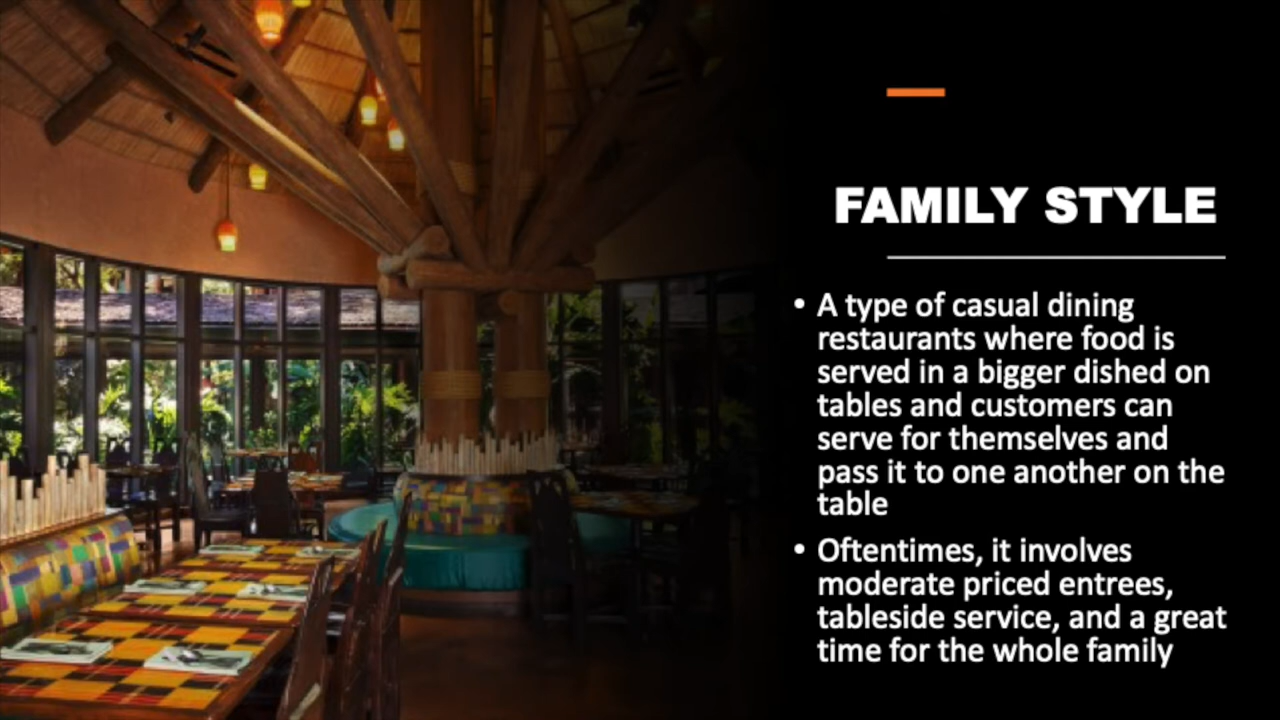 FAMILY STYLE
• A type of casual dining
restaurants where food is
served in a bigger dished on
tables and customers can
serve for themselves and
pass it to one another on the
table
• Oftentimes, it involves
moderate priced entrees,
tableside service, and a great
time for the whole family